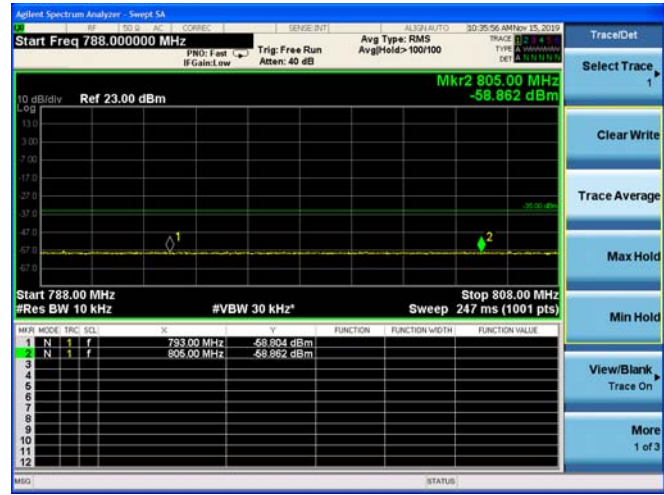 Agilent Spectrum Analyzer - Swept SA
RF 50 Ω AC CORREC SENSE:INT ALIGNAUTO 10:35:56 AM Nov 15, 2019
Start Freq 788.000000 MHz
PNO: Fast
IFGain:Low
Trig: Free Run
Atten: 40 dB
Avg Type: RMS
Avg|Hold:>100/100
TRACE 1 2 3 4 5 6
TYPE A
DET A N N N N N
Mkr2 805.00 MHz
-58.862 dBm
10 dB/div Ref 23.00 dBm
Log
13.0
3.00
-7.00
-17.0
-27.0
-35.00 dBm
-37.0
-47.0
-57.0
-67.0
1
2
Start 788.00 MHz Stop 808.00 MHz
#Res BW 10 kHz #VBW 30 kHz* Sweep 247 ms (1001 pts)
MKR MODE TRC SCL X Y FUNCTION FUNCTION WIDTH FUNCTION VALUE
1 N 1 f 793.00 MHz -58.804 dBm
2 N 1 f 805.00 MHz -58.862 dBm
3
4
5
6
7
8
9
10
11
12
MSG STATUS
Trace/Det
Select Trace
1
Clear Write
Trace Average
Max Hold
Min Hold
View/Blank
Trace On
More
1 of 3